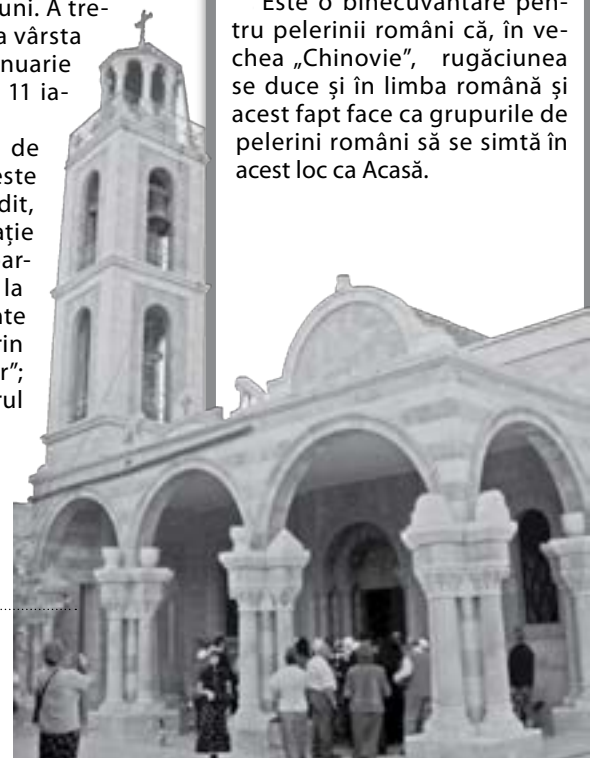 uni. A tre-
a vârsta
nuarie
11 ia-
de
este
dit,
ație
ar-
la
rin
r”;
rul
Este o binecuvântare pen-
tru pelerinii români că, în ve-
chea „Chinovie”, rugăciunea
se duce și în limba română și
acest fapt face ca grupurile de
pelerini români să se simtă în
acest loc ca Acasă.